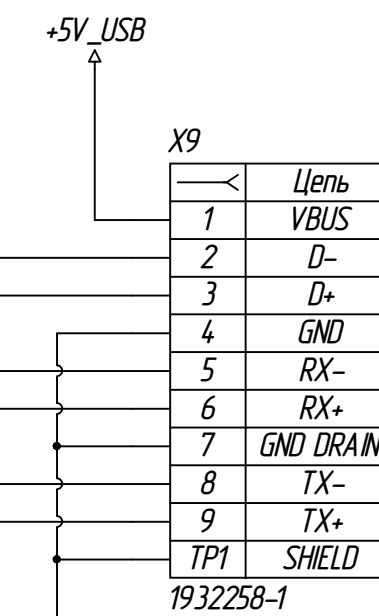 +5V_USB
X9
Цепь
1 VBUS
2 D-
3 D+
4 GND
5 RX-
6 RX+
7 GND DRAIN
8 TX-
9 TX+
TP1 SHIELD
1932258-1